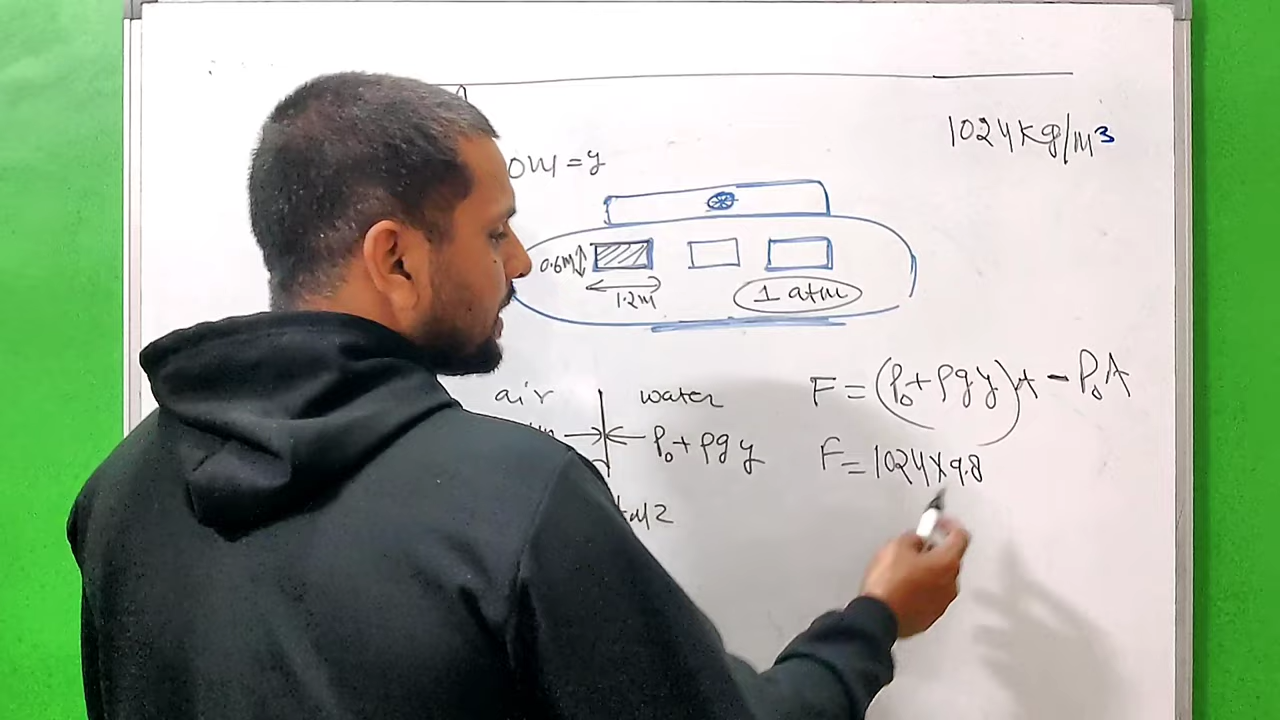 1024 Kg/m³
0m = y
0.6m
1.2m
1 atm
air
water
P₀ + ρgy
F = (P₀ + ρgy)A - P₀A
F = 1024 × 9.8